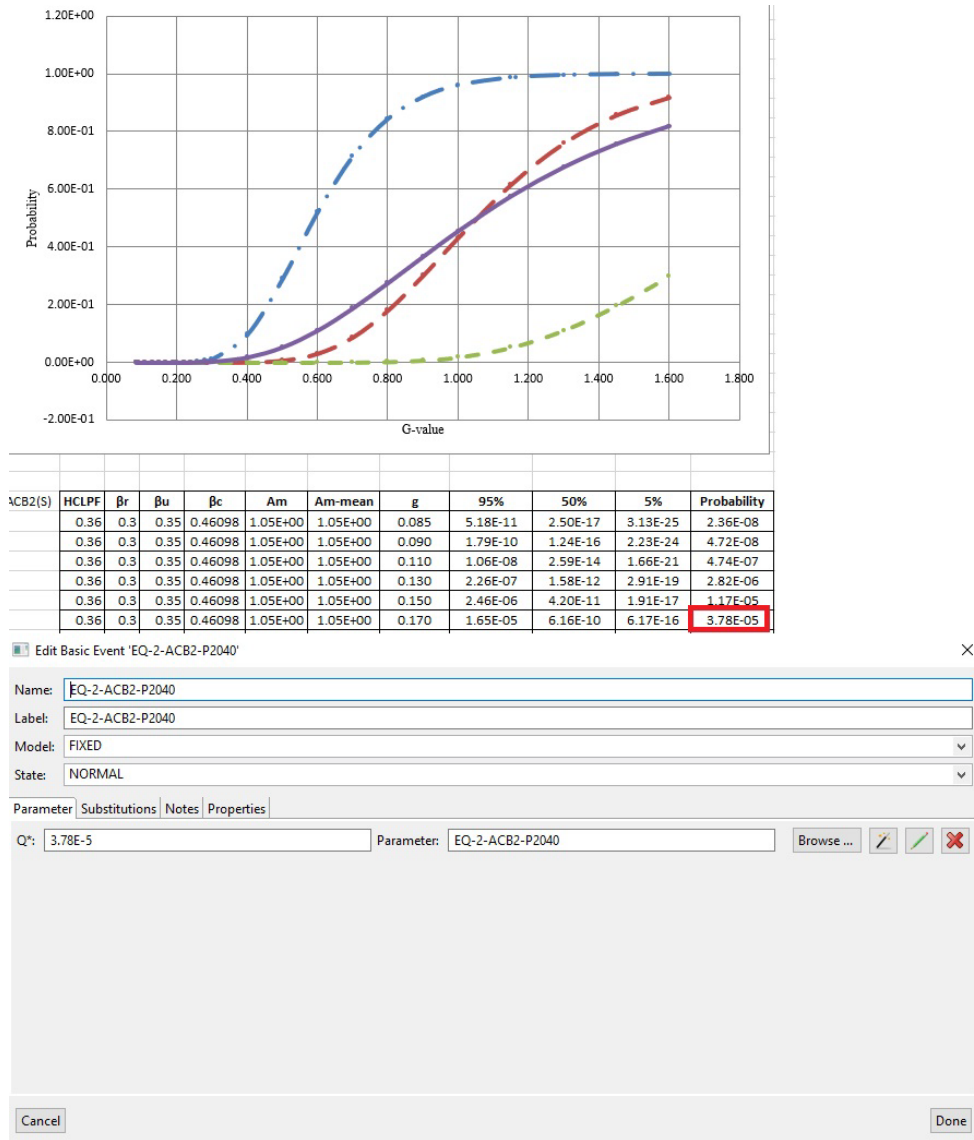 1.20E+00
1.00E+00
8.00E-01
6.00E-01
4.00E-01
2.00E-01
0.00E+00
-2.00E-01
Probability
0.000 0.200 0.400 0.600 0.800 1.000 1.200 1.400 1.600 1.800
G-value
ACB2(S) HCLPF βr βu βc Am Am-mean g 95% 50% 5% Probability
0.36 0.3 0.35 0.46098 1.05E+00 1.05E+00 0.085 5.18E-11 2.50E-17 3.13E-25 2.36E-08
0.36 0.3 0.35 0.46098 1.05E+00 1.05E+00 0.090 1.79E-10 1.24E-16 2.23E-24 4.72E-08
0.36 0.3 0.35 0.46098 1.05E+00 1.05E+00 0.110 1.06E-08 2.59E-14 1.66E-21 4.74E-07
0.36 0.3 0.35 0.46098 1.05E+00 1.05E+00 0.130 2.26E-07 1.58E-12 2.91E-19 2.82E-06
0.36 0.3 0.35 0.46098 1.05E+00 1.05E+00 0.150 2.46E-06 4.20E-11 1.91E-17 1.17E-05
0.36 0.3 0.35 0.46098 1.05E+00 1.05E+00 0.170 1.65E-05 6.16E-10 6.17E-16 3.78E-05
Edit Basic Event 'EQ-2-ACB2-P2040'
Name: EQ-2-ACB2-P2040
Label: EQ-2-ACB2-P2040
Model: FIXED
State: NORMAL
Parameter Substitutions Notes Properties
Q*: 3.78E-5 Parameter: EQ-2-ACB2-P2040 Browse ...
Cancel Done